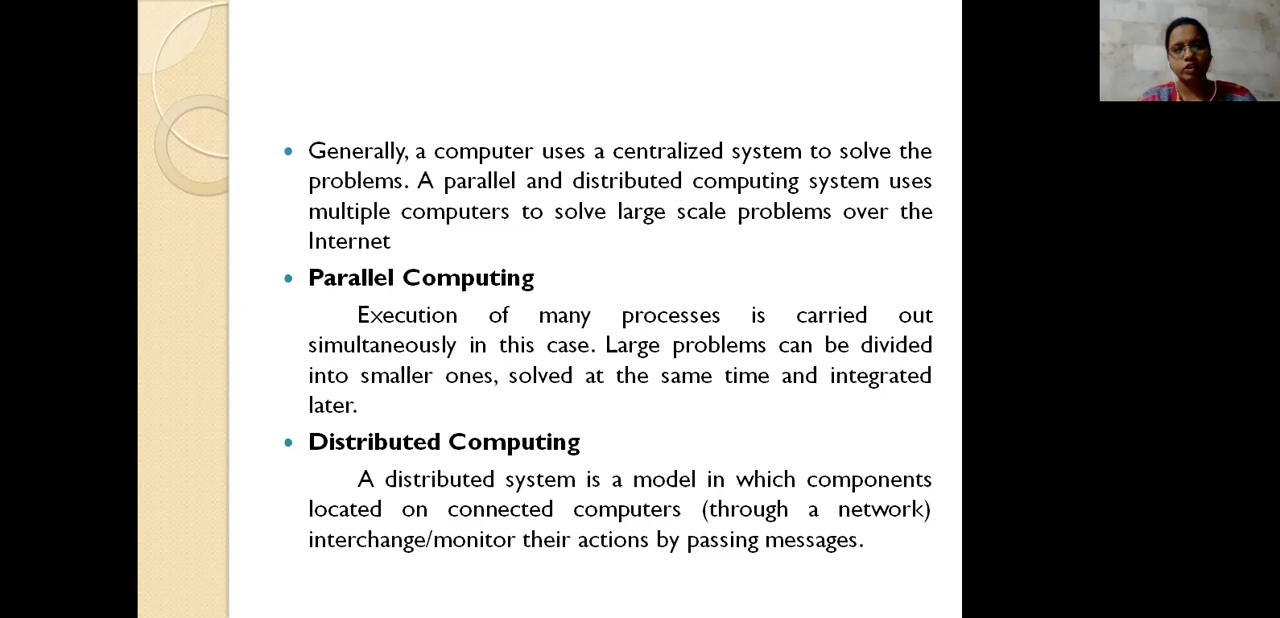 Generally, a computer uses a centralized system to solve the
problems. A parallel and distributed computing system uses
multiple computers to solve large scale problems over the
Internet
Parallel Computing
Execution of many processes is carried out
simultaneously in this case. Large problems can be divided
into smaller ones, solved at the same time and integrated
later.
Distributed Computing
A distributed system is a model in which components
located on connected computers (through a network)
interchange/monitor their actions by passing messages.